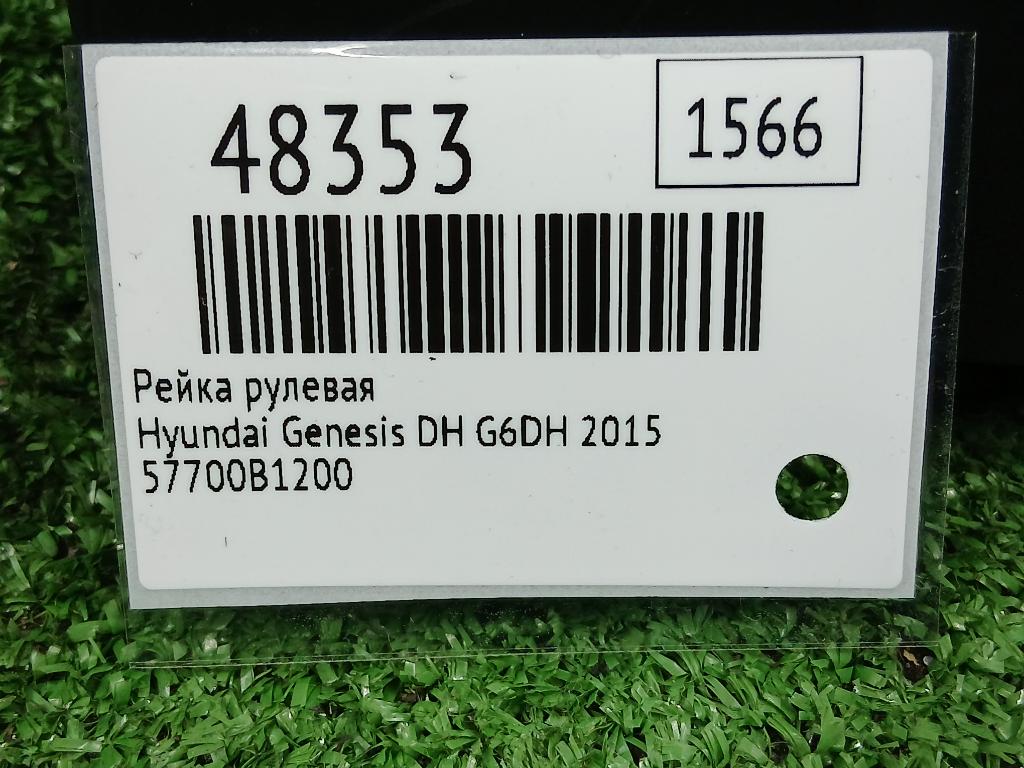 48353
1566
Рейка рулевая
Hyundai Genesis DH G6DH 2015
57700B1200